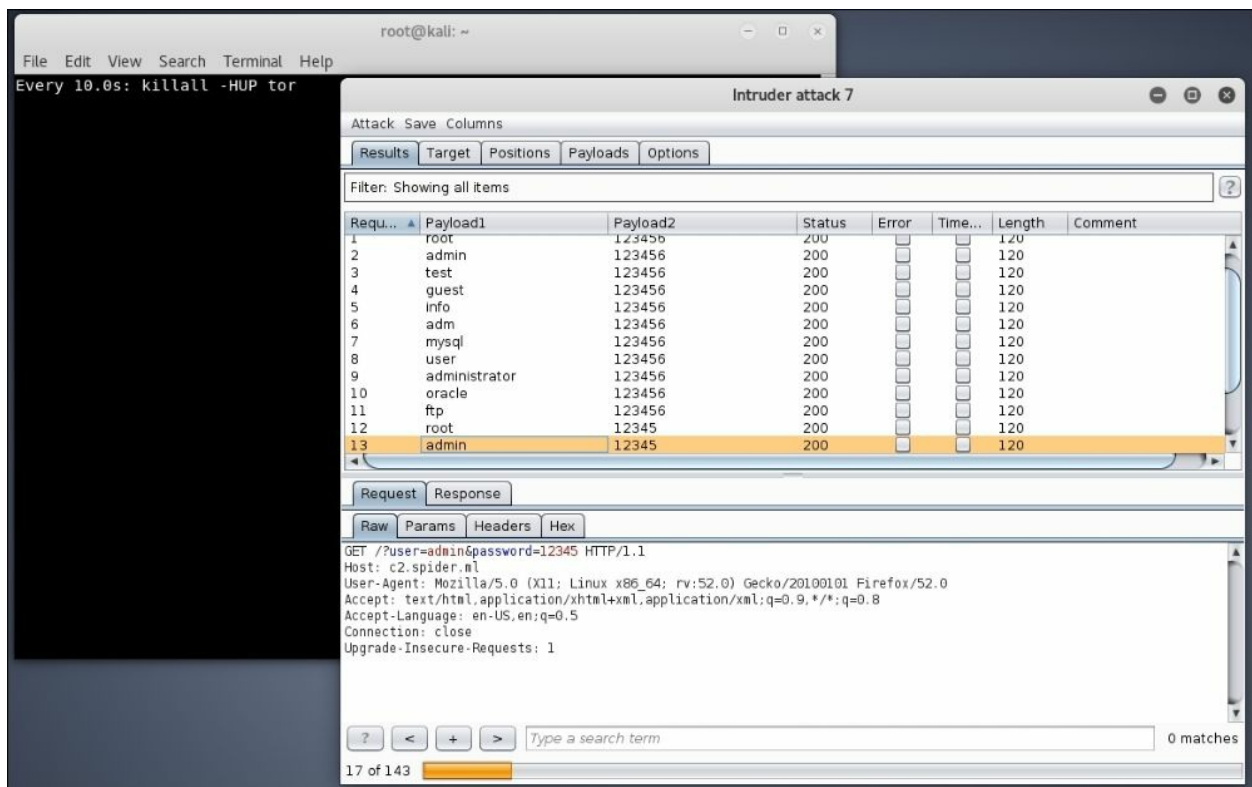 root@kali: ~
File Edit View Search Terminal Help
Every 10.0s: killall -HUP tor
Intruder attack 7
Attack Save Columns
Results Target Positions Payloads Options
Filter: Showing all items
?
Requ... Payload1 Payload2 Status Error Time... Length Comment
1 root 123456 200 120
2 admin 123456 200 120
3 test 123456 200 120
4 guest 123456 200 120
5 info 123456 200 120
6 adm 123456 200 120
7 mysql 123456 200 120
8 user 123456 200 120
9 administrator 123456 200 120
10 oracle 123456 200 120
11 ftp 123456 200 120
12 root 12345 200 120
13 admin 12345 200 120
Request Response
Raw Params Headers Hex
GET /?user=admin&password=12345 HTTP/1.1
Host: c2.spider.ml
User-Agent: Mozilla/5.0 (X11; Linux x86_64; rv:52.0) Gecko/20100101 Firefox/52.0
Accept: text/html,application/xhtml+xml,application/xml;q=0.9,*/*;q=0.8
Accept-Language: en-US,en;q=0.5
Connection: close
Upgrade-Insecure-Requests: 1
? < + > Type a search term 0 matches
17 of 143